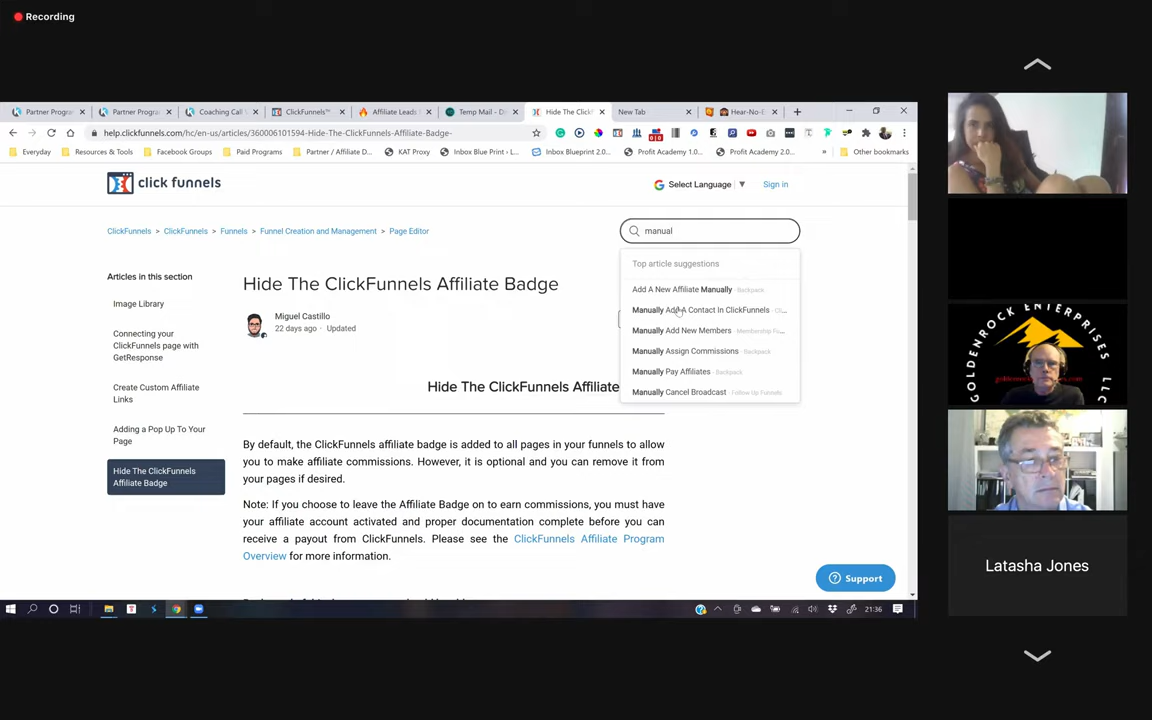 Recording
Partner Progra
Partner Progra
Coaching Call
ClickFunnels™
Affiliate Leads
Temp Mail - D
Hide The Click
New Tab
Hear-No-E
help.clickfunnels.com/hc/en-us/articles/360006101594-Hide-The-ClickFunnels-Affiliate-Badge-
Everyday
Resources & Tools
Facebook Groups
Paid Programs
Partner / Affiliate D...
KAT Proxy
Inbox Blue Print - L...
Inbox Blueprint 2.0...
Profit Academy 1.0...
Profit Academy 2.0...
»
Other bookmarks
click funnels
Select Language ▼
Sign in
ClickFunnels > ClickFunnels > Funnels > Funnel Creation and Management > Page Editor
manual
Top article suggestions
Add A New Affiliate Manually · Backpack
Manually Add A Contact In ClickFunnels
Manually Add New Members · Membership Fu...
Manually Assign Commissions · Backpack
Manually Pay Affiliates · Backpack
Manually Cancel Broadcast · Follow-Up Funnels
Articles in this section
Image Library
Connecting your
ClickFunnels page with
GetResponse
Create Custom Affiliate
Links
Adding a Pop Up To Your
Page
Hide The ClickFunnels
Affiliate Badge
Hide The ClickFunnels Affiliate Badge
Miguel Castillo
22 days ago · Updated
Hide The ClickFunnels Affiliate
By default, the ClickFunnels affiliate badge is added to all pages in your funnels to allow
you to make affiliate commissions. However, it is optional and you can remove it from
your pages if desired.
Note: If you choose to leave the Affiliate Badge on to earn commissions, you must have
your affiliate account activated and proper documentation complete before you can
receive a payout from ClickFunnels. Please see the ClickFunnels Affiliate Program
Overview for more information.
Support
21:36
GOLDENROCK ENTERPRISES LLC
Latasha Jones